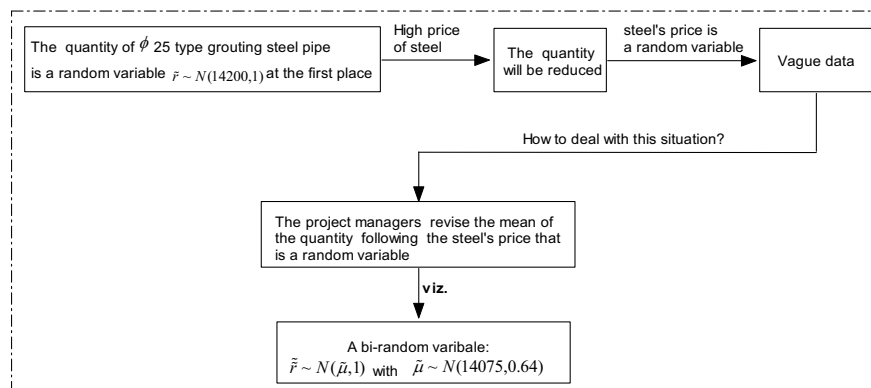 The quantity of ϕ 25 type grouting steel pipe
is a random variable r̃ ~ N(14200,1) at the first place
High price
of steel
The quantity
will be reduced
steel's price is
a random variable
Vague data
How to deal with this situation?
The project managers revise the mean of
the quantity following the steel's price that
is a random variable
viz.
A bi-random varibale:
r̃̃ ~ N(μ̃,1) with μ̃ ~ N(14075,0.64)